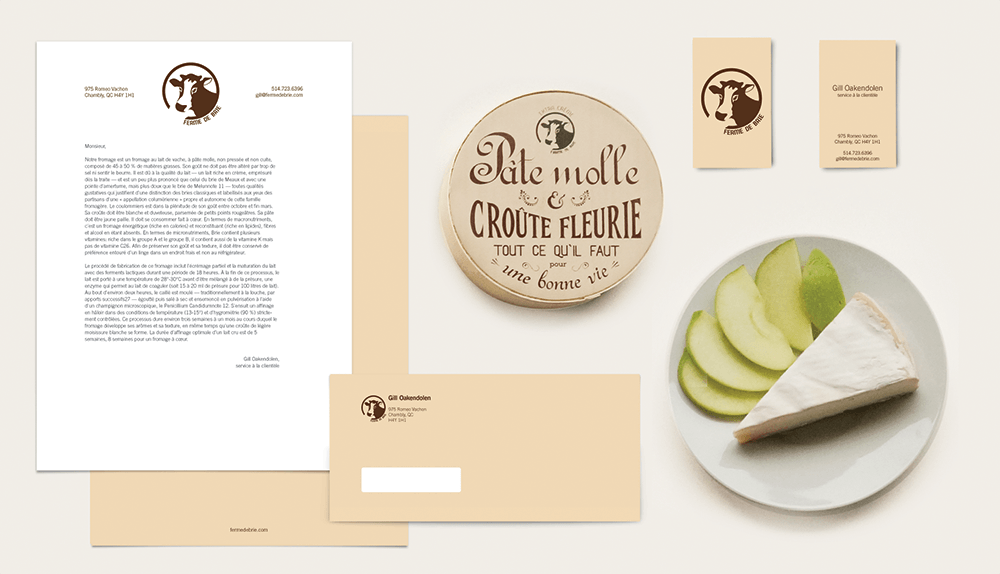 975 Romeo Vachon
Chambly, QC H4Y 1H1
FERME DE BRIE
514.723.6396
gill@fermedebrie.com
Monsieur,
Notre fromage est un fromage au lait de vache, à pâte molle, non pressée et non cuite,
composé de 45 à 50 % de matières grasses. Son goût ne doit pas être altéré par trop de
sel ni sentir le beurre. Il est dû à la qualité du lait — un lait riche en crème, emprésuré
dès la traite — et est un peu plus prononcé que celui du brie de Meaux et avec une
pointe d'amertume, mais plus doux que le brie de Melun
— toutes qualités
gustatives qui justifient d'une distinction des bries classiques et labellisés aux yeux des
partisans d'une « appellation columérienne » propre et autonome de cette famille
fromagère. Le coulommiers est dans la plénitude de son goût entre octobre et fin mars.
Sa croûte doit être blanche et duveteuse, parsemée de petits points rougeâtres. Sa pâte
doit être jaune paille. Il doit se consommer fait à cœur. En termes de macronutriments,
c'est un fromage énergétique (riche en calories) et reconstituant (riche en lipides), fibres
et alcool en étant absents. En termes de micronutriments, Brie contient plusieurs
vitamines: riche dans le groupe A et le groupe B, il contient aussi de la vitamine K mais
pas de vitamine C26. Afin de préserver son goût et sa texture, il doit être conservé de
préférence entouré d'un linge dans un endroit frais et non au réfrigérateur.
Le procédé de fabrication de ce fromage inclut l'écrémage partiel et la maturation du lait
avec des ferments lactiques durant une période de 18 heures. À la fin de ce processus, le
lait est porté à une température de 28°-30°C avant d'être mélangé à de la présure, une
enzyme qui permet au lait de coaguler (soit 15 à 20 ml de présure pour 100 litres de lait).
Au bout d'environ deux heures, le caillé est moulé — traditionnellement à la louche, par
apports successifs27 — égoutté puis salé à sec et ensemencé en pulvérisation à l'aide
d'un champignon microscopique, le Penicillium Candidum
12. S'ensuit un affinage
en hâloir dans des conditions de température (13-15°) et d'hygrométrie (90 %) stricte-
ment contrôlées. Ce processus dure environ trois semaines à un mois au cours duquel le
fromage développe ses arômes et sa texture, en même temps qu'une croûte de légère
moisissure blanche se forme. La durée d'affinage optimale d'un lait cru est de 5
semaines, 8 semaines pour un fromage à cœur.
Gill Oakendolen,
service à la clientèle
fermedebrie.com
Gill Oakendolen
975 Romeo Vachon
Chambly, QC
H4Y 1H1
Pâte molle
&
CROÛTE FLEURIE
TOUT CE QU'IL FAUT
pour
une bonne vie
FERME DE BRIE
Gill Oakendolen
service à la clientèle
975 Romeo Vachon
Chambly, QC H4Y 1H1
514.723.6396
gill@fermedebrie.com